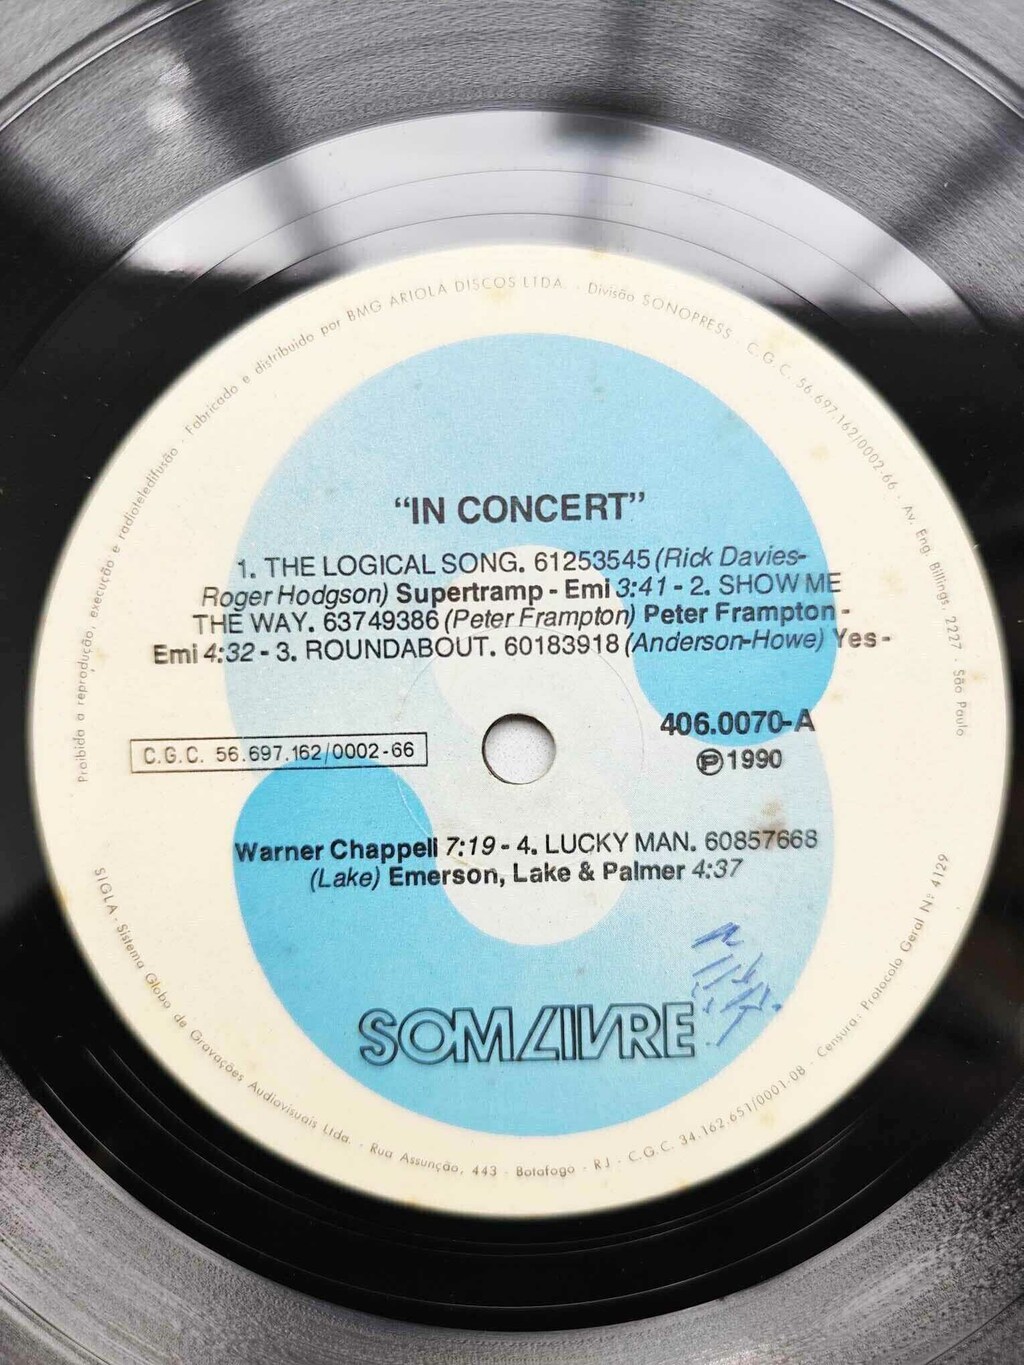 Proibida a reprodução, execução e radioteledifusão · Fabricado e distribuido por BMG ARIOLA DISCOS LTDA. · Divisão SONOPRESS · C.G.C. 56.697.162/0002-66 · Av. Eng. Billings, 2227 · São Paulo
“IN CONCERT”
1. THE LOGICAL SONG. 61253545 (Rick Davies-
Roger Hodgson) Supertramp - Emi 3:41 - 2. SHOW ME
THE WAY. 63749386 (Peter Frampton) Peter Frampton -
Emi 4:32 - 3. ROUNDABOUT. 60183918 (Anderson-Howe) Yes -
406.0070-A
C.G.C. 56.697.162/0002-66
℗ 1990
Warner Chappell 7:19 - 4. LUCKY MAN. 60857668
(Lake) Emerson, Lake & Palmer 4:37
SOM LIVRE
SIGLA - Sistema Globo de Gravações Audiovisuais Ltda. · Rua Assunção, 443 · Botafogo · RJ · C.G.C. 34.162.651/0001-08 · Censura: Protocolo Geral Nº 4129